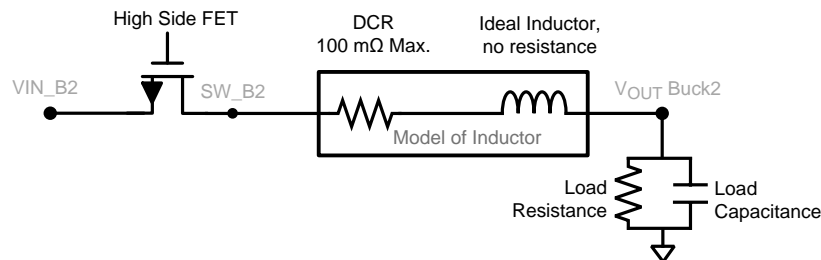 High Side FET
DCR
100 mΩ Max.
Ideal Inductor,
no resistance
VIN_B2
SW_B2
VOUT Buck2
Model of Inductor
Load
Resistance
Load
Capacitance